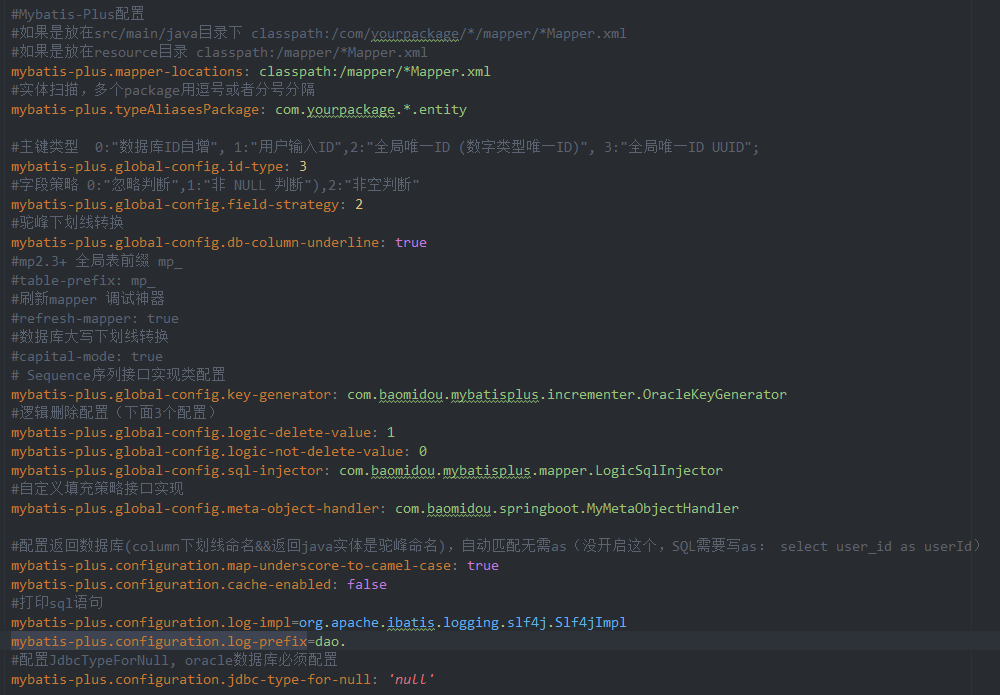 #Mybatis-Plus配置
#如果是放在src/main/java目录下 classpath:/com/yourpackage/*/mapper/*Mapper.xml
#如果是放在resource目录 classpath:/mapper/*Mapper.xml
mybatis-plus.mapper-locations: classpath:/mapper/*Mapper.xml
#实体扫描，多个package用逗号或者分号分隔
mybatis-plus.typeAliasesPackage: com.yourpackage.*.entity
#主键类型  0:"数据库ID自增", 1:"用户输入ID",2:"全局唯一ID (数字类型唯一ID)", 3:"全局唯一ID UUID";
mybatis-plus.global-config.id-type: 3
#字段策略 0:"忽略判断",1:"非 NULL 判断"),2:"非空判断"
mybatis-plus.global-config.field-strategy: 2
#驼峰下划线转换
mybatis-plus.global-config.db-column-underline: true
#mp2.3+ 全局表前缀 mp_
#table-prefix: mp_
#刷新mapper 调试神器
#refresh-mapper: true
#数据库大写下划线转换
#capital-mode: true
# Sequence序列接口实现类配置
mybatis-plus.global-config.key-generator: com.baomidou.mybatisplus.incrementer.OracleKeyGenerator
#逻辑删除配置（下面3个配置）
mybatis-plus.global-config.logic-delete-value: 1
mybatis-plus.global-config.logic-not-delete-value: 0
mybatis-plus.global-config.sql-injector: com.baomidou.mybatisplus.mapper.LogicSqlInjector
#自定义填充策略接口实现
mybatis-plus.global-config.meta-object-handler: com.baomidou.springboot.MyMetaObjectHandler
#配置返回数据库(column下划线命名&&返回java实体是驼峰命名)，自动匹配无需as（没开启这个，SQL需要写as： select user_id as userId）
mybatis-plus.configuration.map-underscore-to-camel-case: true
mybatis-plus.configuration.cache-enabled: false
#打印sql语句
mybatis-plus.configuration.log-impl=org.apache.ibatis.logging.slf4j.Slf4jImpl
mybatis-plus.configuration.log-prefix=dao.
#配置JdbcTypeForNull, oracle数据库必须配置
mybatis-plus.configuration.jdbc-type-for-null: 'null'